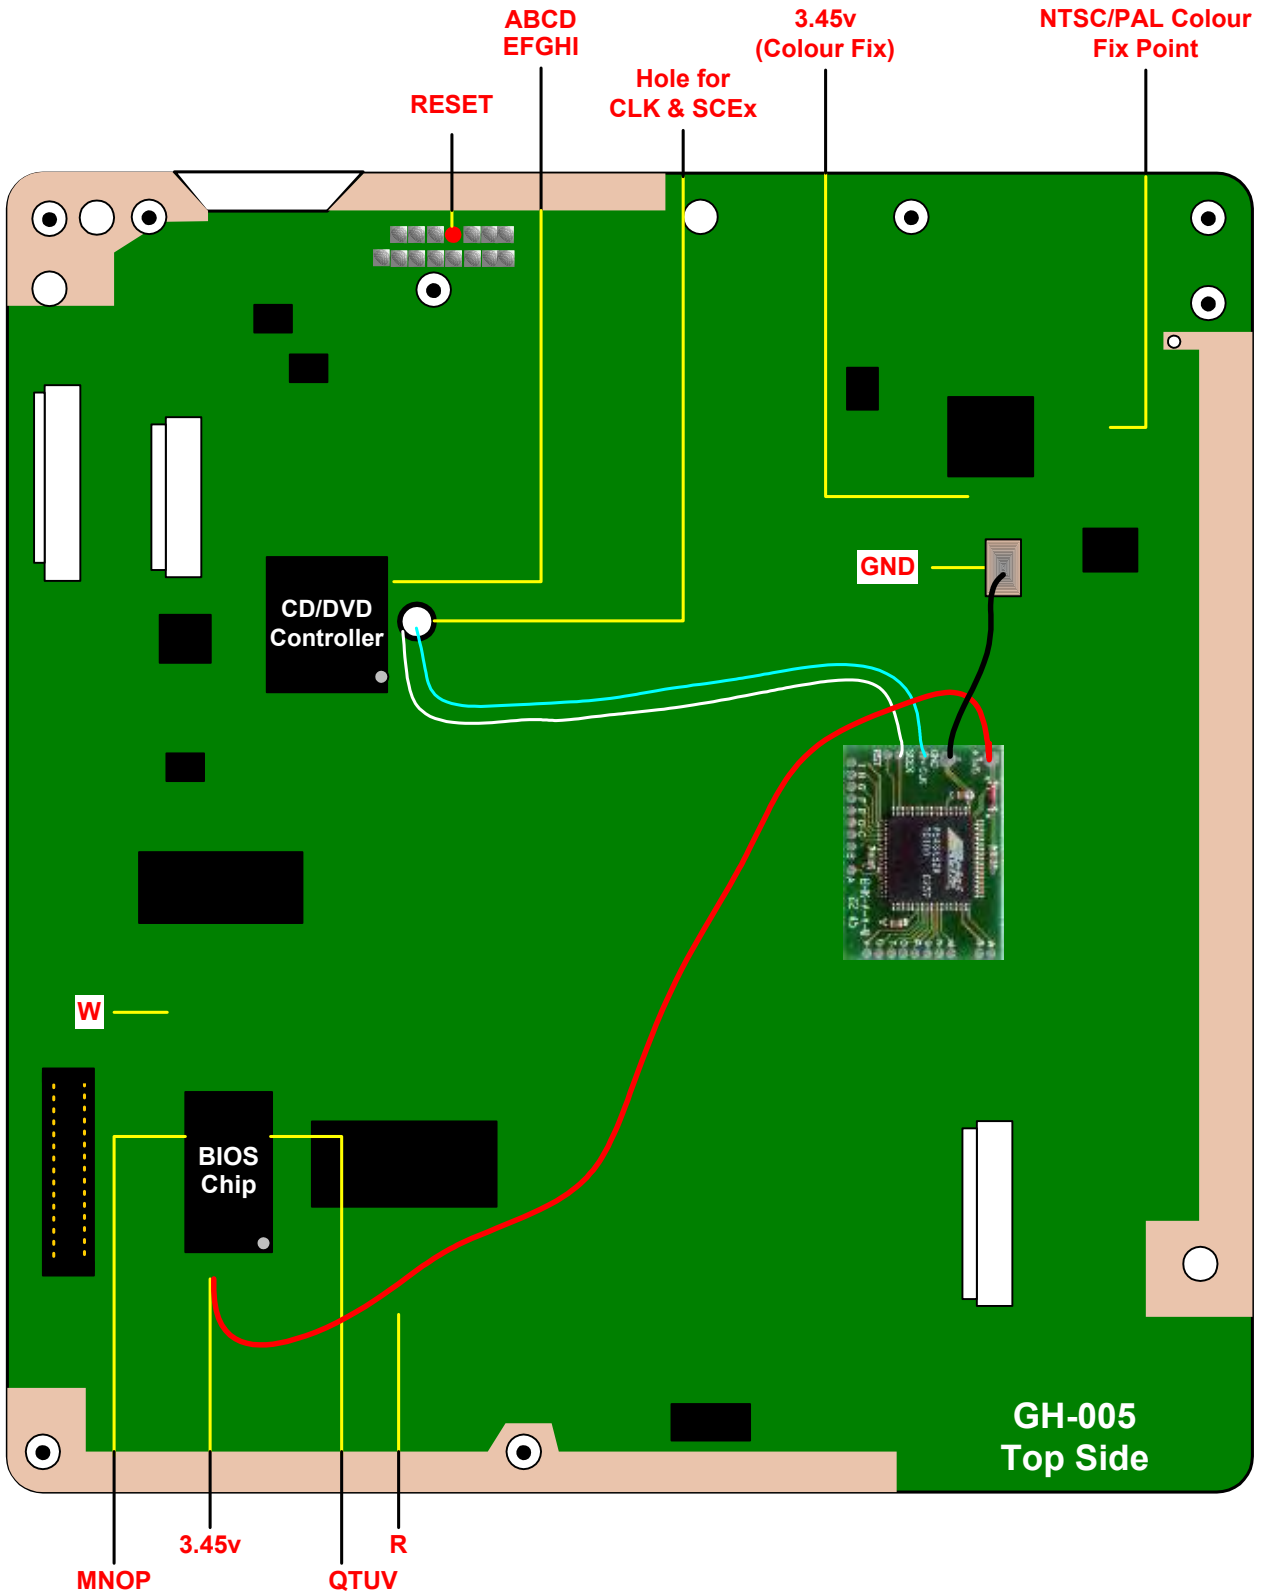 ABCD
EFGHI
3.45v
(Colour Fix)
NTSC/PAL Colour
Fix Point
Hole for
CLK & SCEx
RESET
GND
CD/DVD
Controller
W
BIOS
Chip
GH-005
Top Side
3.45v
R
MNOP
QTUV